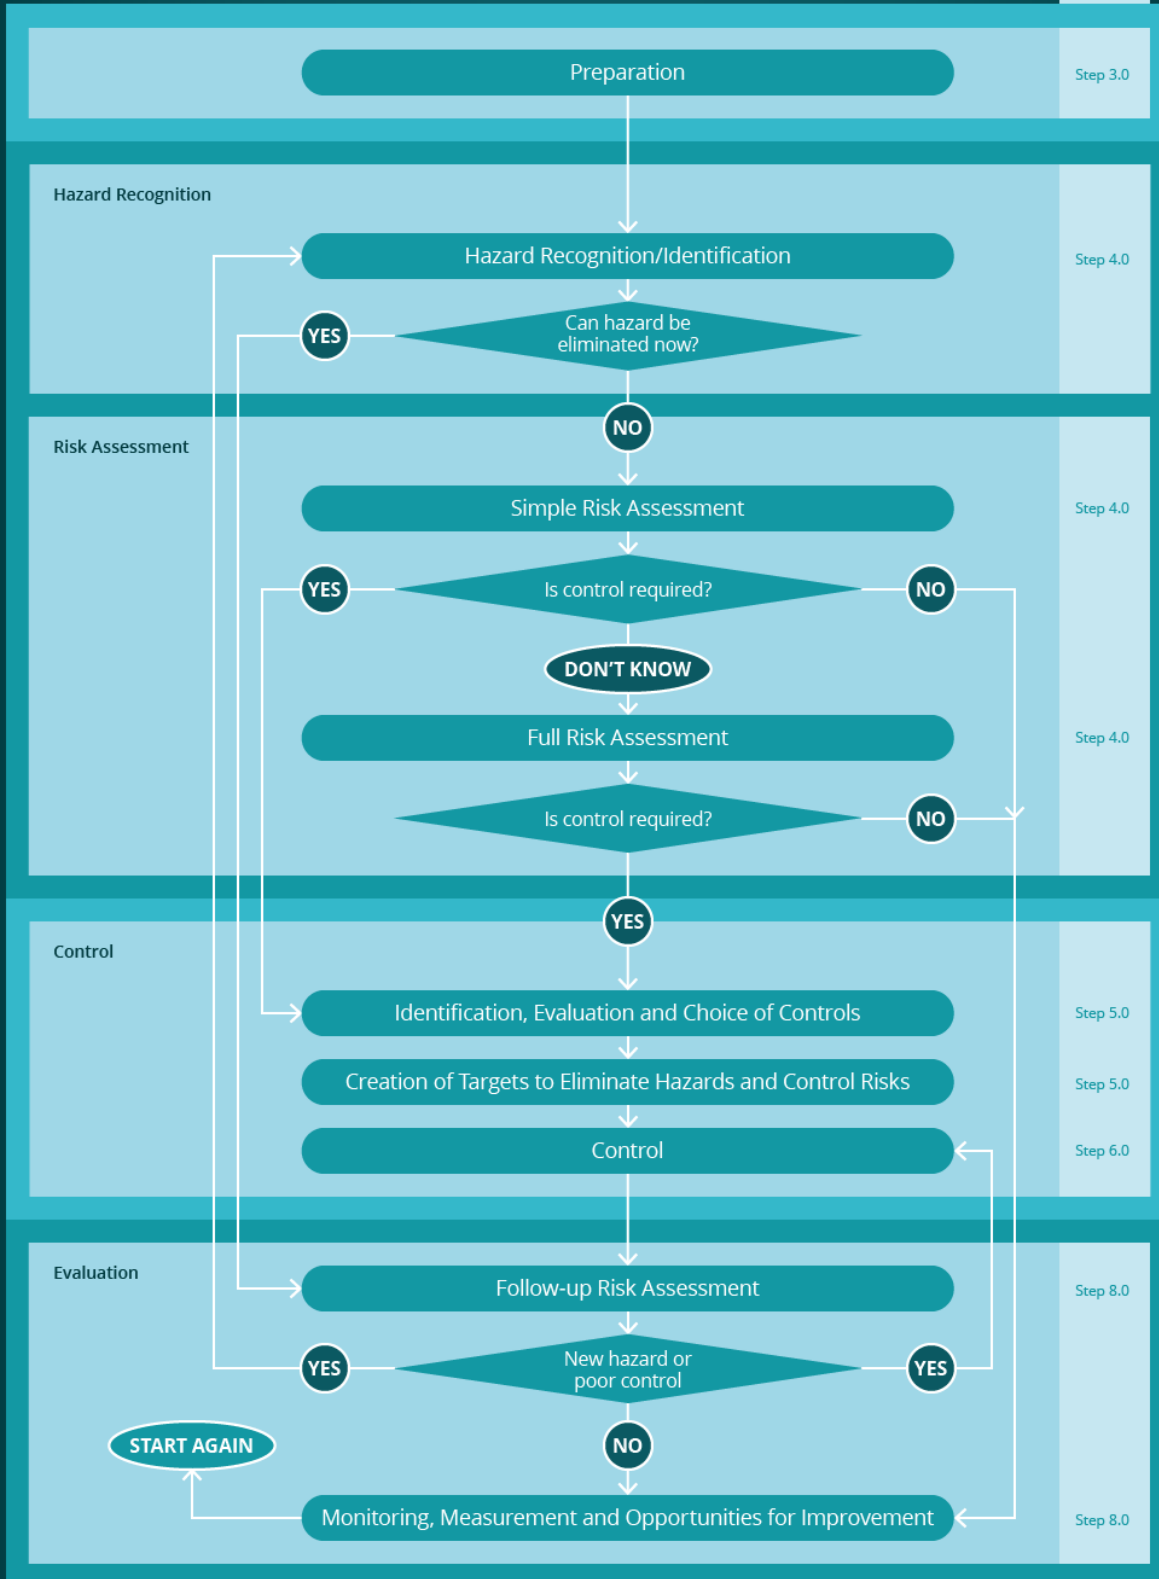 Preparation
Step 3.0
Hazard Recognition
Hazard Recognition/Identification
Step 4.0
Can hazard be
eliminated now?
YES
NO
Risk Assessment
Simple Risk Assessment
Step 4.0
YES
Is control required?
NO
DON'T KNOW
Full Risk Assessment
Step 4.0
Is control required?
NO
YES
Control
Identification, Evaluation and Choice of Controls
Step 5.0
Creation of Targets to Eliminate Hazards and Control Risks
Step 5.0
Control
Step 6.0
Evaluation
Follow-up Risk Assessment
Step 8.0
YES
New hazard or
poor control
YES
START AGAIN
NO
Monitoring, Measurement and Opportunities for Improvement
Step 8.0